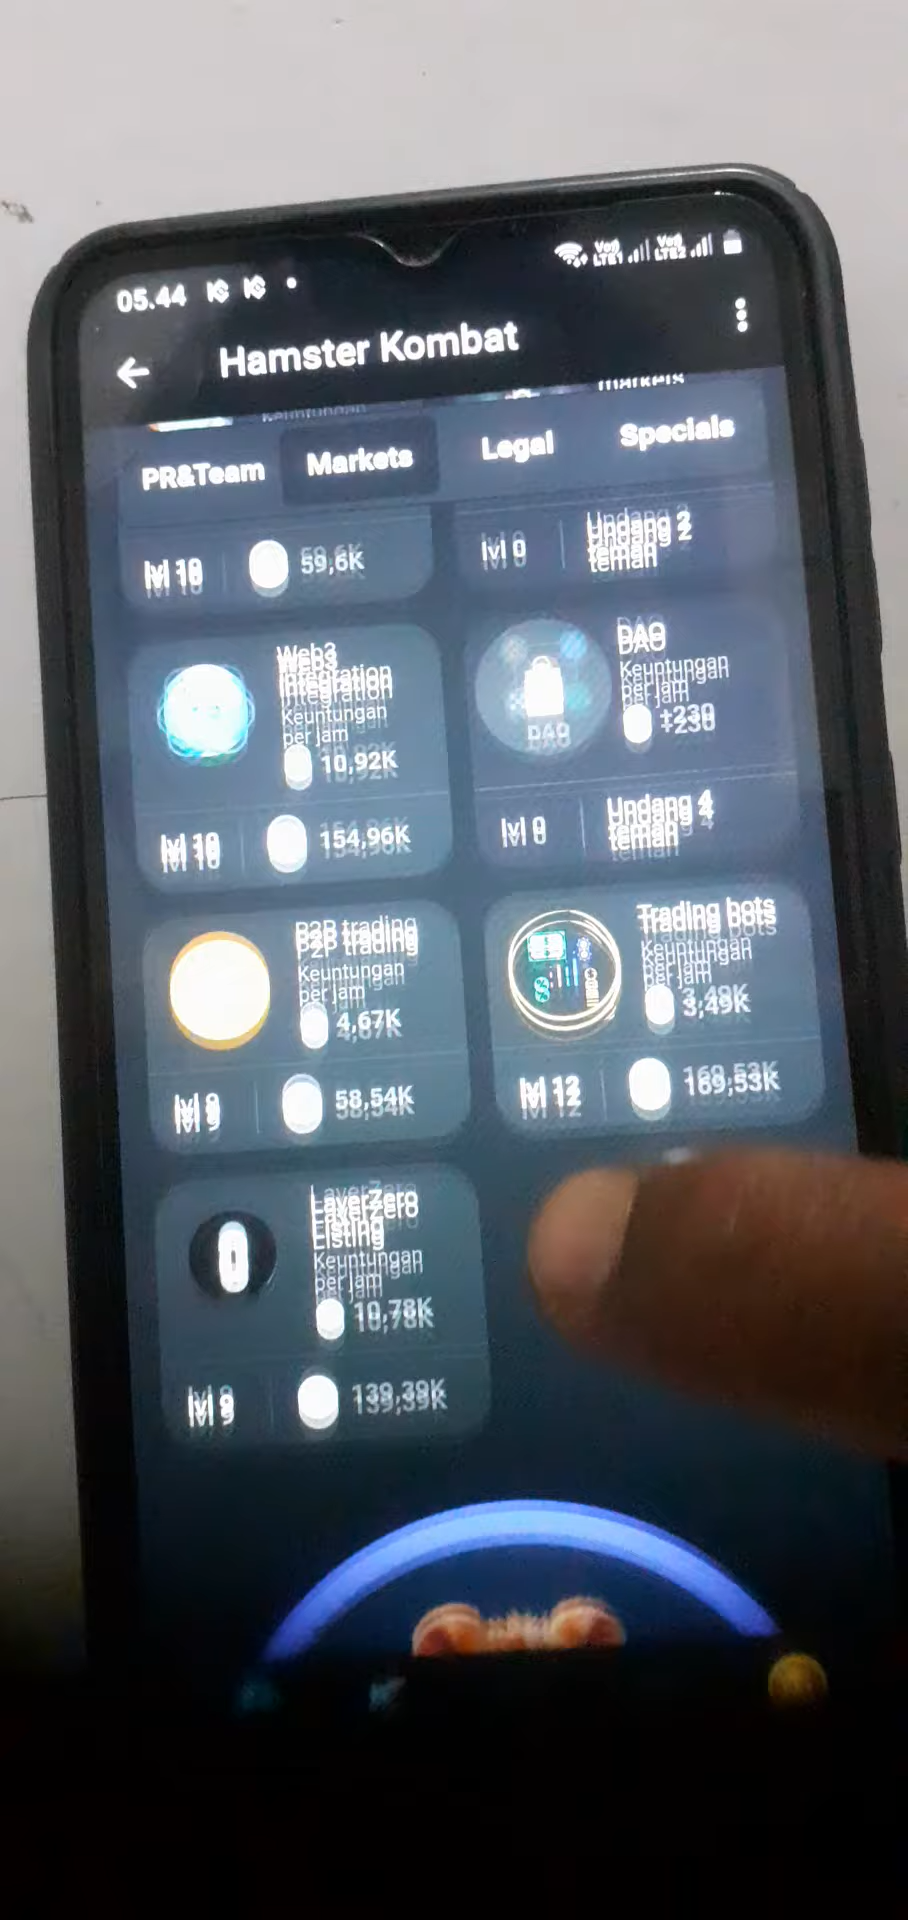 05.44
Hamster Kombat
markets
Keuntungan
PR&Team Markets Legal Specials
lvl 10 59,6K
lvl 0 Undang 2
teman
Web3
Integration
Keuntungan
per jam
10,92K
lvl 10 154,96K
DAO
DAO
Keuntungan
per jam
+230
lvl 0 Undang 4
teman
P2P trading
Keuntungan
per jam
4,67K
lvl 9 58,54K
Trading bots
Keuntungan
per jam
3,49K
lvl 12 169,53K
LayerZero
Listing
Keuntungan
per jam
10,78K
lvl 9 139,39K